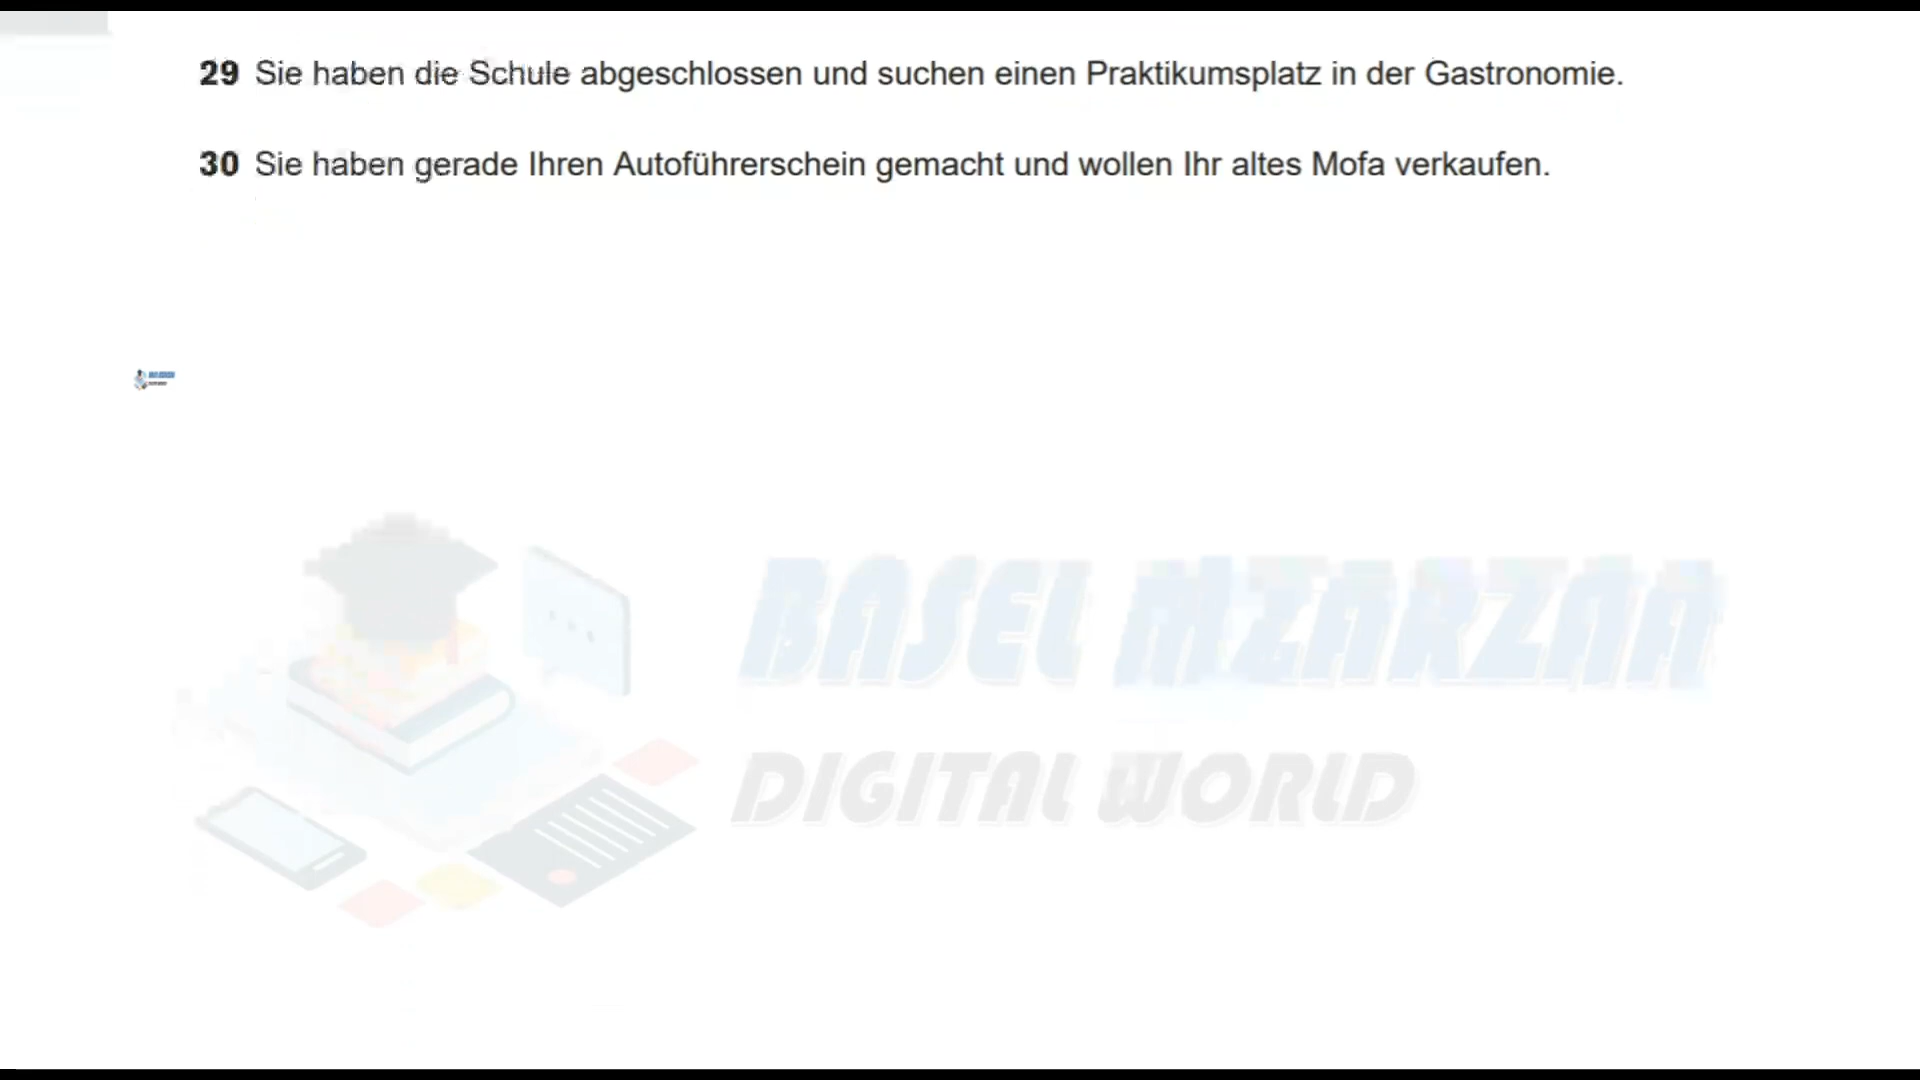 29 Sie haben die Schule abgeschlossen und suchen einen Praktikumsplatz in der Gastronomie.
30 Sie haben gerade Ihren Autoführerschein gemacht und wollen Ihr altes Mofa verkaufen.
BASEL MZARZAA
DIGITAL WORLD